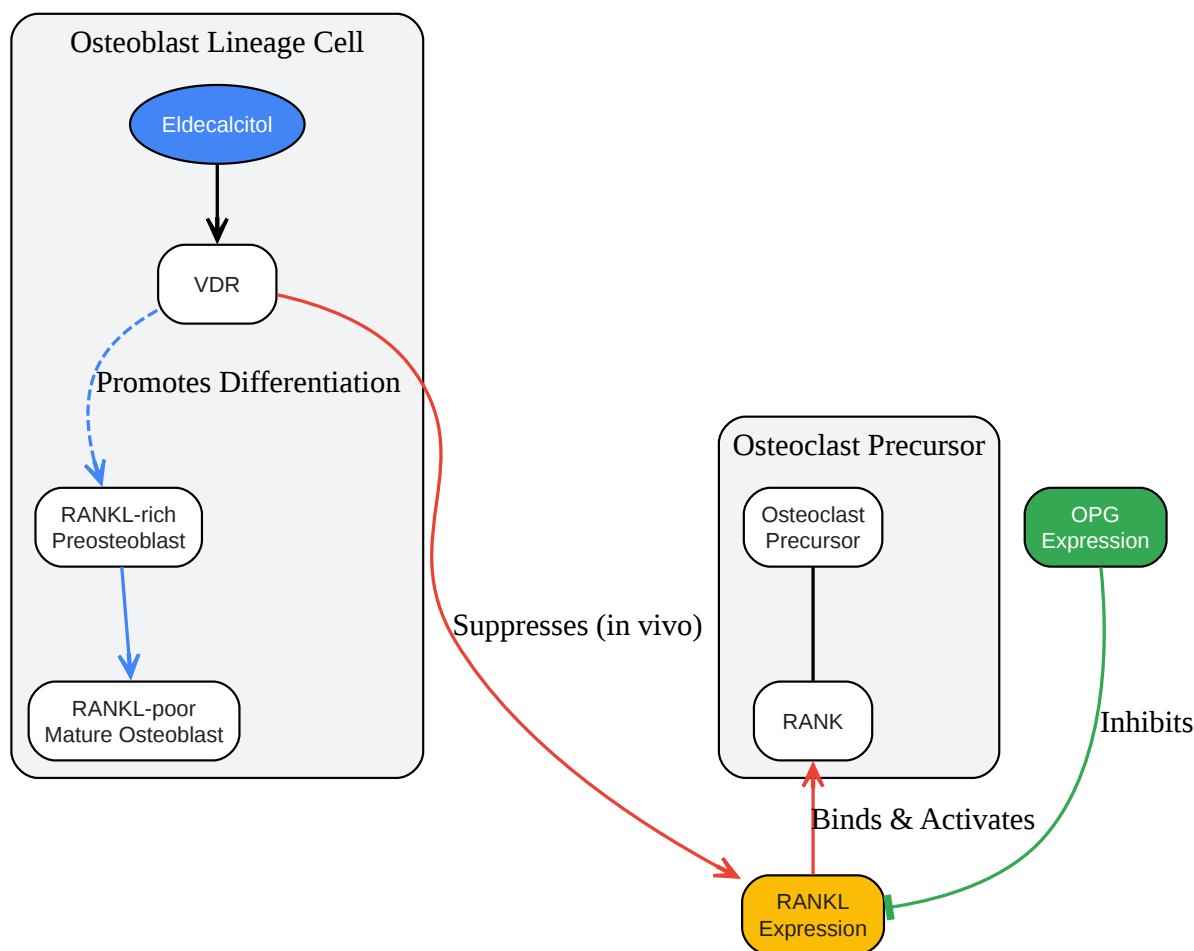 Osteoblast Lineage Cell
Eldecalcitol
VDR
Promotes Differentiation
Osteoclast Precursor
RANKL-rich
Preosteoblast
Osteoclast
Precursor
OPG
Expression
Suppresses (in vivo)
RANKL-poor
Mature Osteoblast
RANK
Inhibits
Binds & Activates
RANKL
Expression